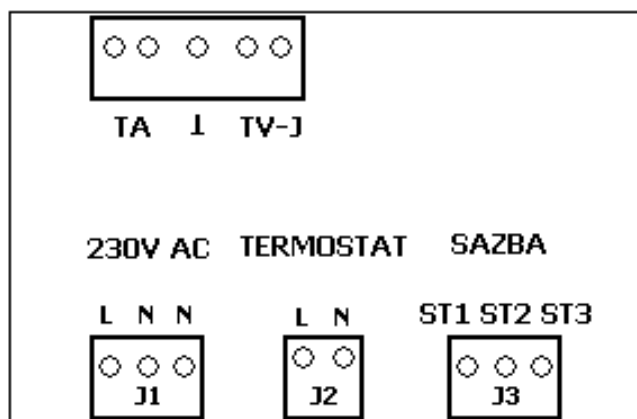 TA ⊥ TV-J
230V AC TERMOSTAT SAZBA
L N N L N ST1 ST2 ST3
J1 J2 J3